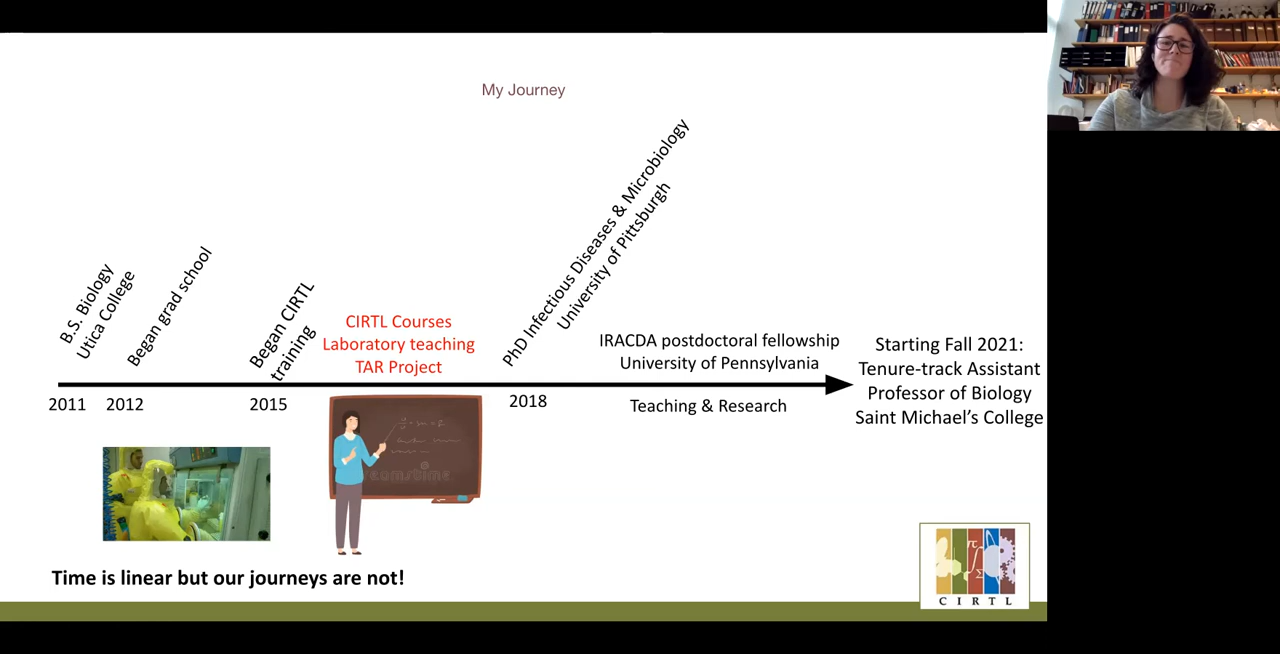 My Journey
B.S. Biology
Utica College
Began grad school
Began CIRTL
training
CIRTL Courses
Laboratory teaching
TAR Project
PhD Infectious Diseases & Microbiology
University of Pittsburgh
IRACDA postdoctoral fellowship
University of Pennsylvania
Starting Fall 2021:
Tenure-track Assistant
Professor of Biology
Saint Michael's College
2011
2012
2015
2018
Teaching & Research
Time is linear but our journeys are not!
CIRTL